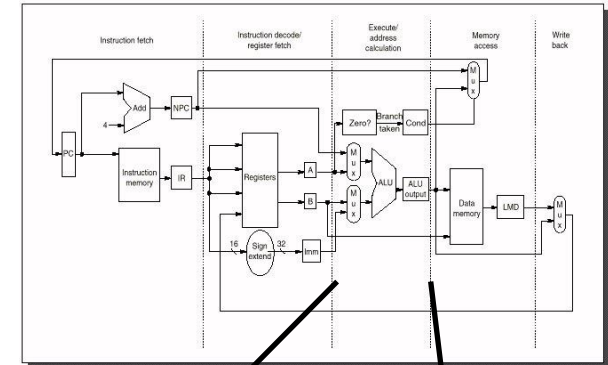 Instruction fetch
Instruction decode/
register fetch
Execute/
address
calculation
Memory
access
Write
back
M
u
x
Add
NPC
4
Zero?
Branch
taken
Cond
PC
Instruction
memory
IR
Registers
A
B
M
u
x
M
u
x
ALU
ALU
output
Data
memory
LMD
M
u
x
16
Sign
extend
32
Imm